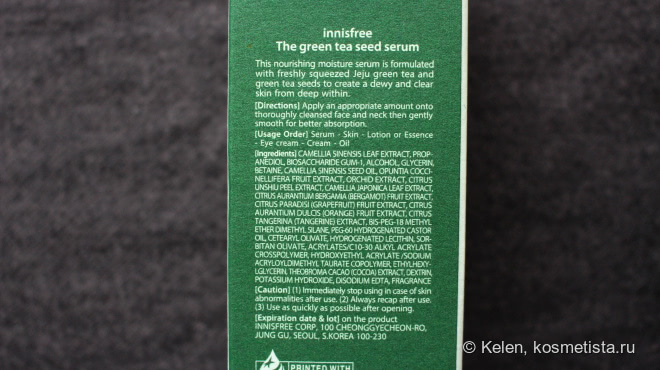 innisfree
The green tea seed serum
This nourishing moisture serum is formulated
with freshly squeezed Jeju green tea and
green tea seeds to create a dewy and clear
skin from deep within.
[Directions] Apply an appropriate amount onto
thoroughly cleansed face and neck then gently
smooth for better absorption.
[Usage Order] Serum - Skin - Lotion or Essence
- Eye cream - Cream - Oil
[Ingredients] CAMELLIA SINENSIS LEAF EXTRACT, PROP-
ANEDIOL, BIOSACCHARIDE GUM-1, ALCOHOL, GLYCERIN,
BETAINE, CAMELLIA SINENSIS SEED OIL, OPUNTIA COCCI-
NELLIFERA FRUIT EXTRACT, ORCHID EXTRACT, CITRUS
UNSHIU PEEL EXTRACT, CAMELLIA JAPONICA LEAF EXTRACT,
CITRUS AURANTIUM BERGAMIA (BERGAMOT) FRUIT EXTRACT,
CITRUS PARADISI (GRAPEFRUIT) FRUIT EXTRACT, CITRUS
AURANTIUM DULCIS (ORANGE) FRUIT EXTRACT, CITRUS
TANGERINA (TANGERINE) EXTRACT, BIS-PEG-18 METHYL
ETHER DIMETHYL SILANE, PEG-60 HYDROGENATED CASTOR
OIL, CETEARYL OLIVATE, HYDROGENATED LECITHIN, SOR-
BITAN OLIVATE, ACRYLATES/C10-30 ALKYL ACRYLATE
CROSSPOLYMER, HYDROXYETHYL ACRYLATE /SODIUM
ACRYLOYLDIMETHYL TAURATE COPOLYMER, ETHYLHEXY-
LGLYCERIN, THEOBROMA CACAO (COCOA) EXTRACT, DEXTRIN,
POTASSIUM HYDROXIDE, DISODIUM EDTA, FRAGRANCE
[Caution] (1) Immediately stop using in case of skin
abnormalities after use. (2) Always recap after use.
(3) Use as quickly as possible after opening.
[Expiration date & lot] on the product
INNISFREE CORP, 100 CHEONGGYECHEON-RO,
JUNG GU, SEOUL, S.KOREA 100-230
PRINTED WITH
© Kelen, kosmetista.ru